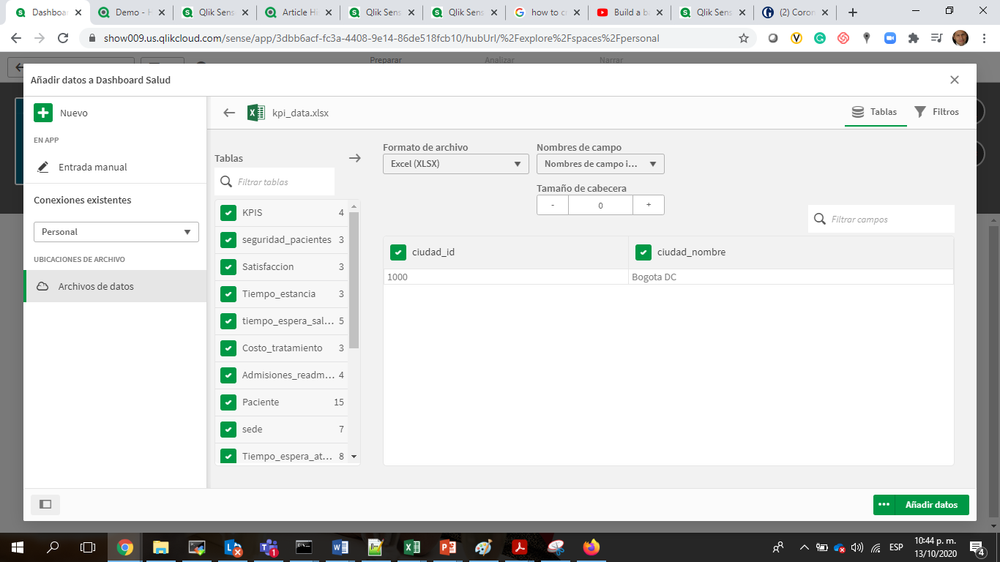 Dashboa
Demo - H
Qlik Sens
Article Hi
Qlik Sens
Qlik Sens
how to cr
Build a ba
Qlik Sens
(2) Coron
show009.us.qlikcloud.com/sense/app/3dbb6acf-fc3a-4408-9e14-86de518fcb10/hubUrl/%2Fexplore%2Fspaces%2Fpersonal
Preparar
Analizar
Narrar
Añadir datos a Dashboard Salud
Nuevo
kpi_data.xlsx
Tablas
Filtros
EN APP
Entrada manual
Conexiones existentes
Personal
UBICACIONES DE ARCHIVO
Archivos de datos
Tablas
Filtrar tablas
KPIS 4
seguridad_pacientes 3
Satisfaccion 3
Tiempo_estancia 3
tiempo_espera_sal... 5
Costo_tratamiento 3
Admisiones_readm... 4
Paciente 15
sede 7
Tiempo_espera_at... 8
Formato de archivo
Excel (XLSX)
Nombres de campo
Nombres de campo i...
Tamaño de cabecera
- 0 +
Filtrar campos
ciudad_id ciudad_nombre
1000 Bogota DC
Añadir datos
1
ESP
10:44 p. m.
13/10/2020
4